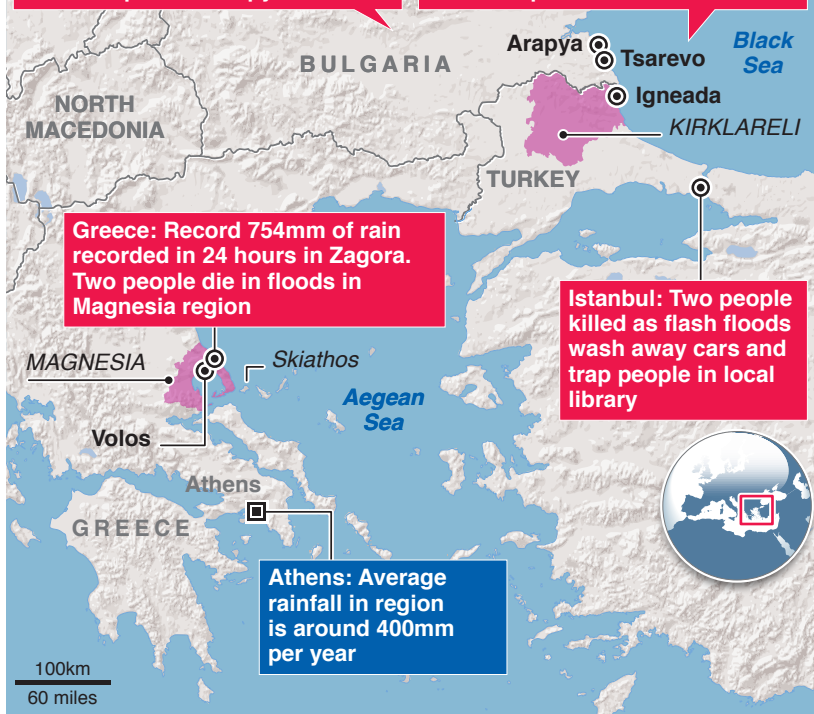 Arapya
Tsarevo
Black
Sea
BULGARIA
Igneada
NORTH
MACEDONIA
KIRKLARELI
TURKEY
Greece: Record 754mm of rain
recorded in 24 hours in Zagora.
Two people die in floods in
Magnesia region
Istanbul: Two people
killed as flash floods
wash away cars and
trap people in local
library
MAGNESIA
Skiathos
Aegean
Sea
Volos
Athens
GREECE
Athens: Average
rainfall in region
is around 400mm
per year
100km
60 miles